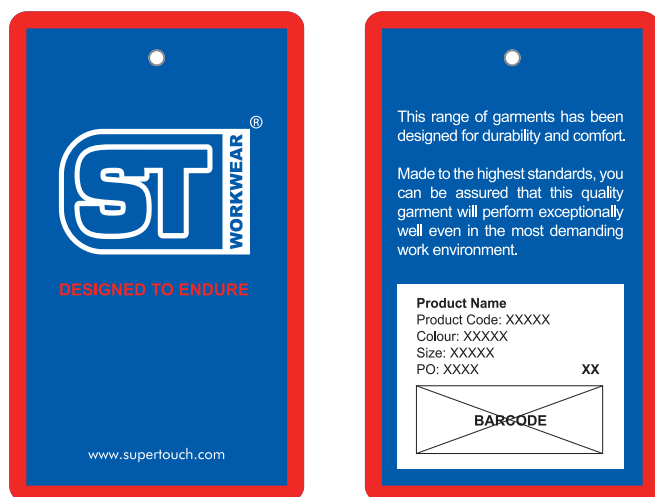 ®
ST
WORKWEAR
DESIGNED TO ENDURE
www.supertouch.com
This range of garments has been
designed for durability and comfort.
Made to the highest standards, you
can be assured that this quality
garment will perform exceptionally
well even in the most demanding
work environment.
Product Name
Product Code: XXXXX
Colour: XXXXX
Size: XXXXX
PO: XXXX XX
BARCODE